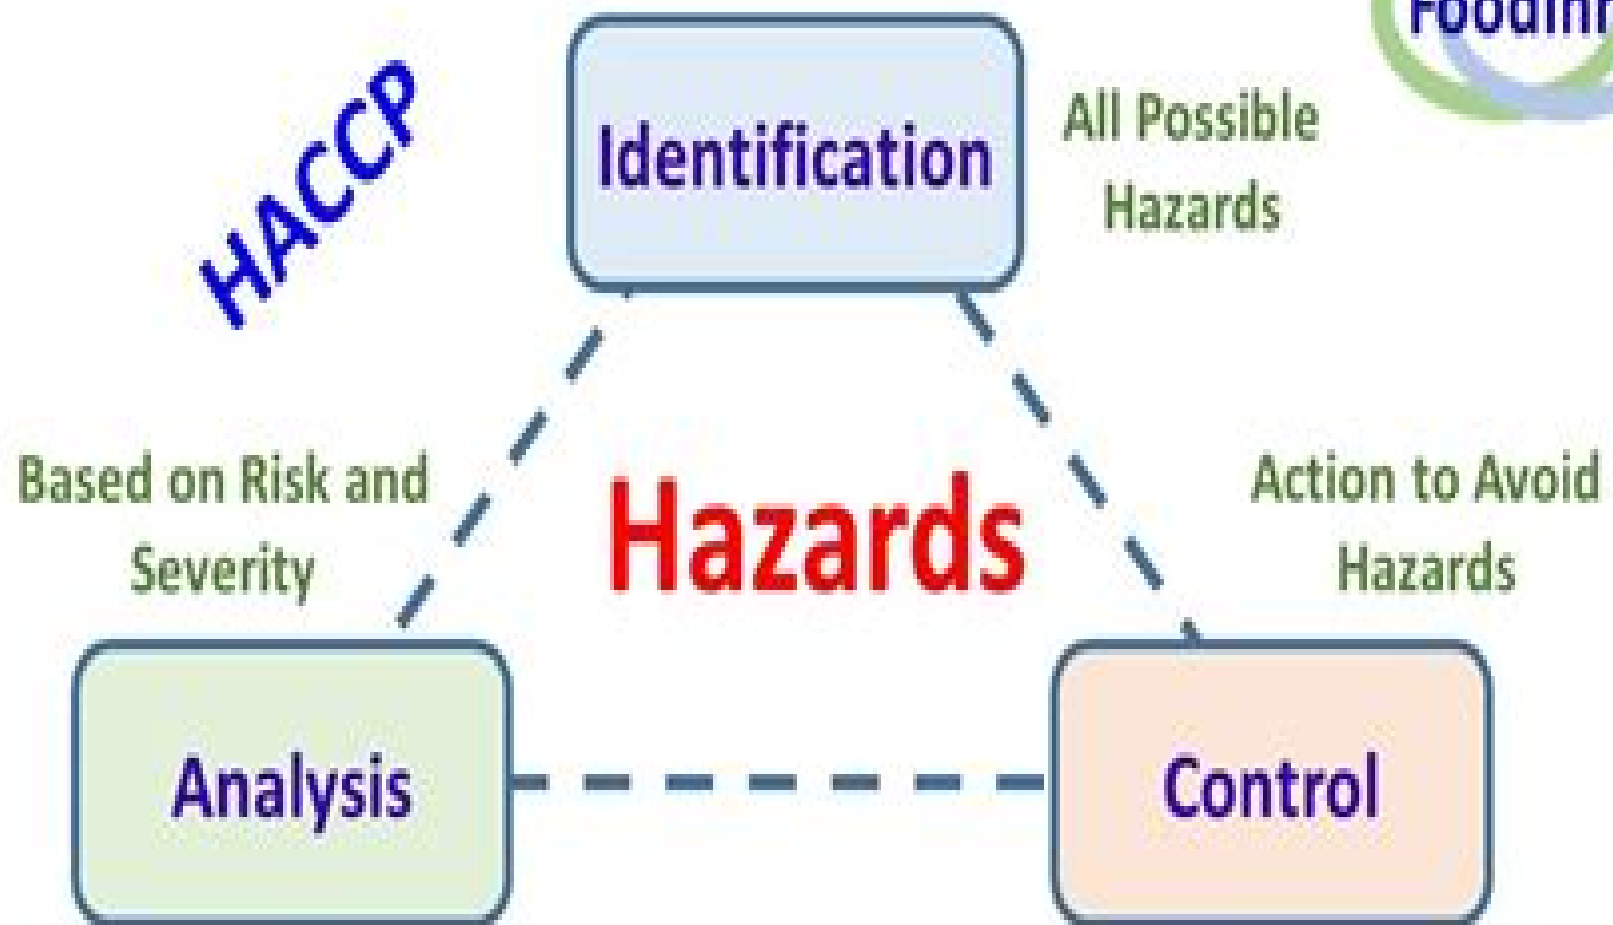 HACCP
Identification
All Possible
Hazards
Based on Risk and
Severity
Hazards
Action to Avoid
Hazards
Analysis
Control